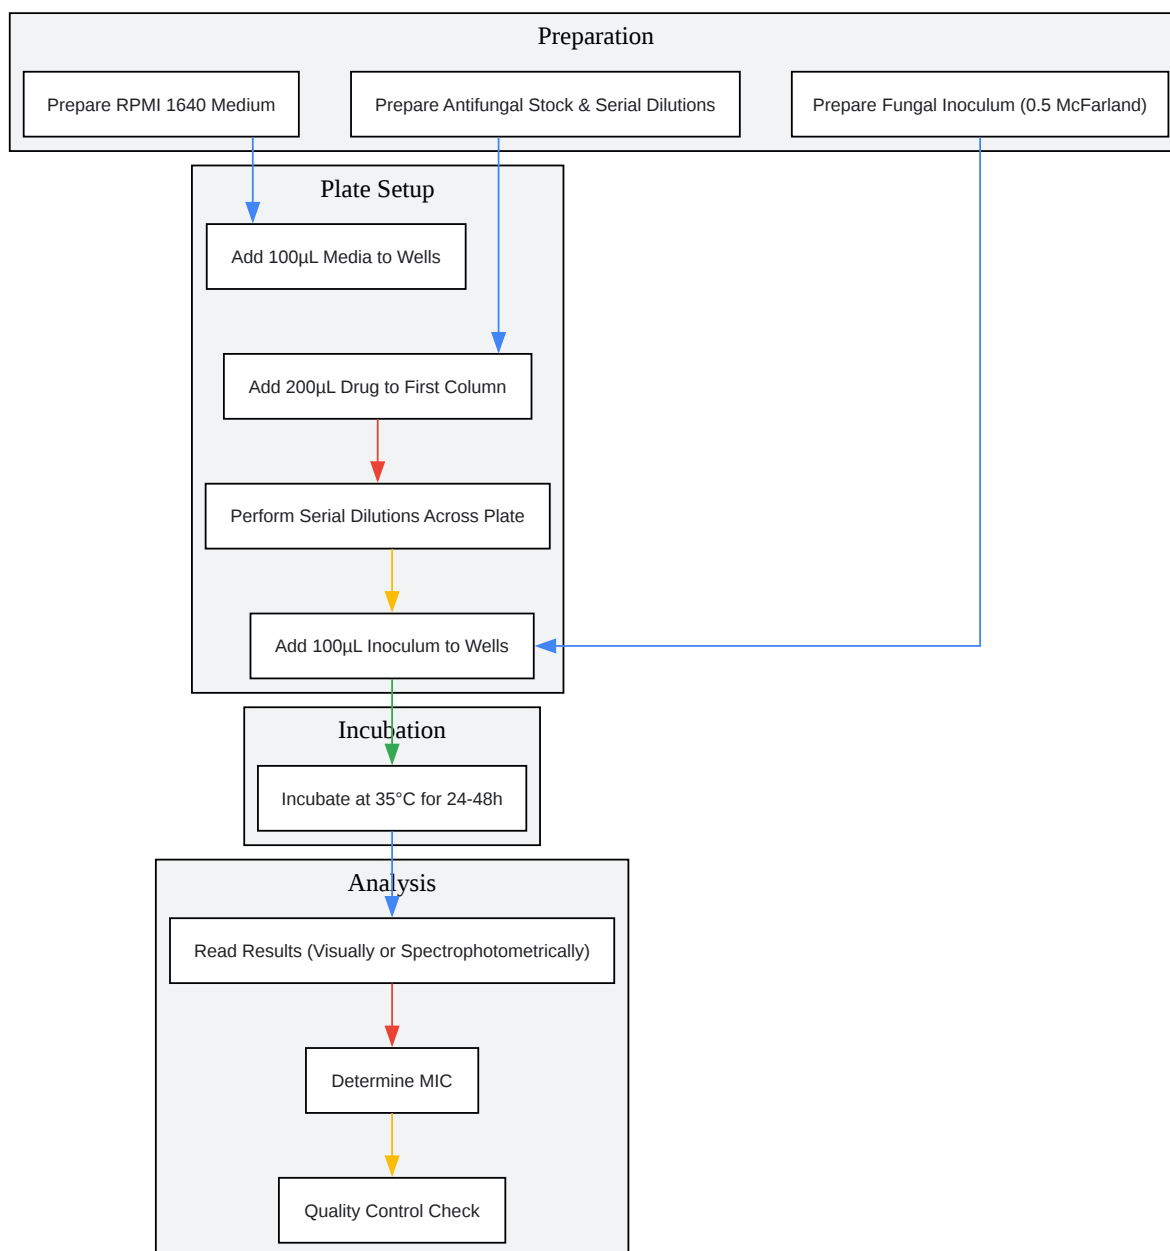 Preparation
Prepare RPMI 1640 Medium
Prepare Antifungal Stock & Serial Dilutions
Prepare Fungal Inoculum (0.5 McFarland)
Plate Setup
Add 100µL Media to Wells
Add 200µL Drug to First Column
Perform Serial Dilutions Across Plate
Add 100µL Inoculum to Wells
Incubation
Incubate at 35°C for 24-48h
Analysis
Read Results (Visually or Spectrophotometrically)
Determine MIC
Quality Control Check